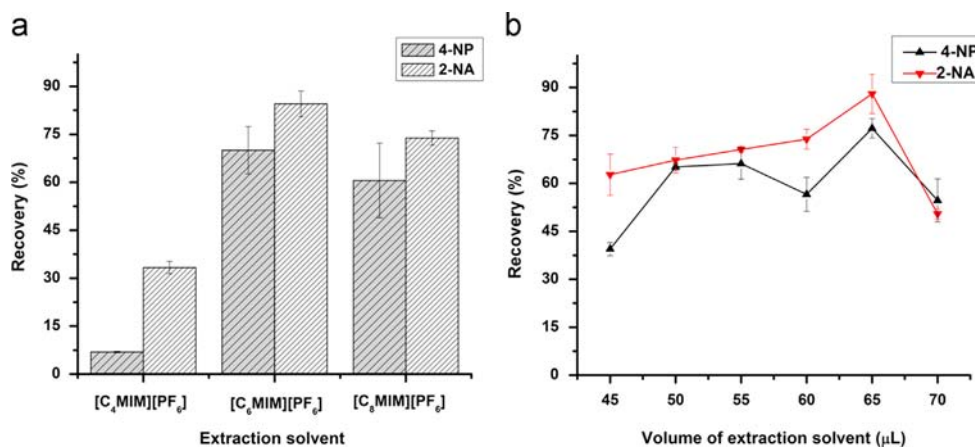 a
4-NP
2-NA
90
75
60
45
30
15
0
Recovery (%)
[C₄MIM][PF₆]
[C₆MIM][PF₆]
[C₈MIM][PF₆]
Extraction solvent
b
4-NP
2-NA
90
75
60
45
30
15
0
Recovery (%)
45 50 55 60 65 70
Volume of extraction solvent (μL)